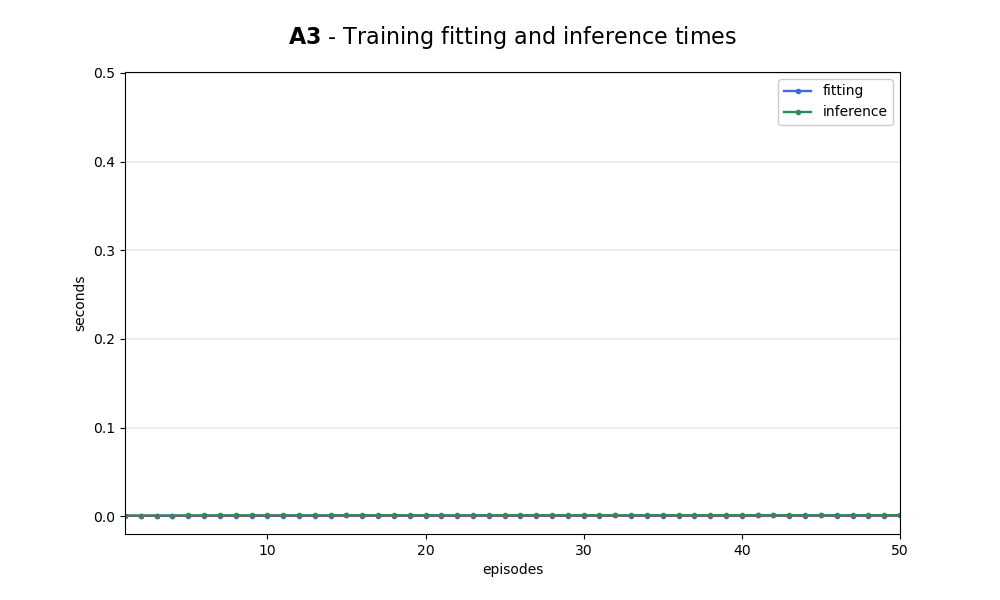 A3 - Training fitting and inference times
0.5
0.4
0.3
0.2
0.1
0.0
seconds
fitting
inference
10 20 30 40 50
episodes